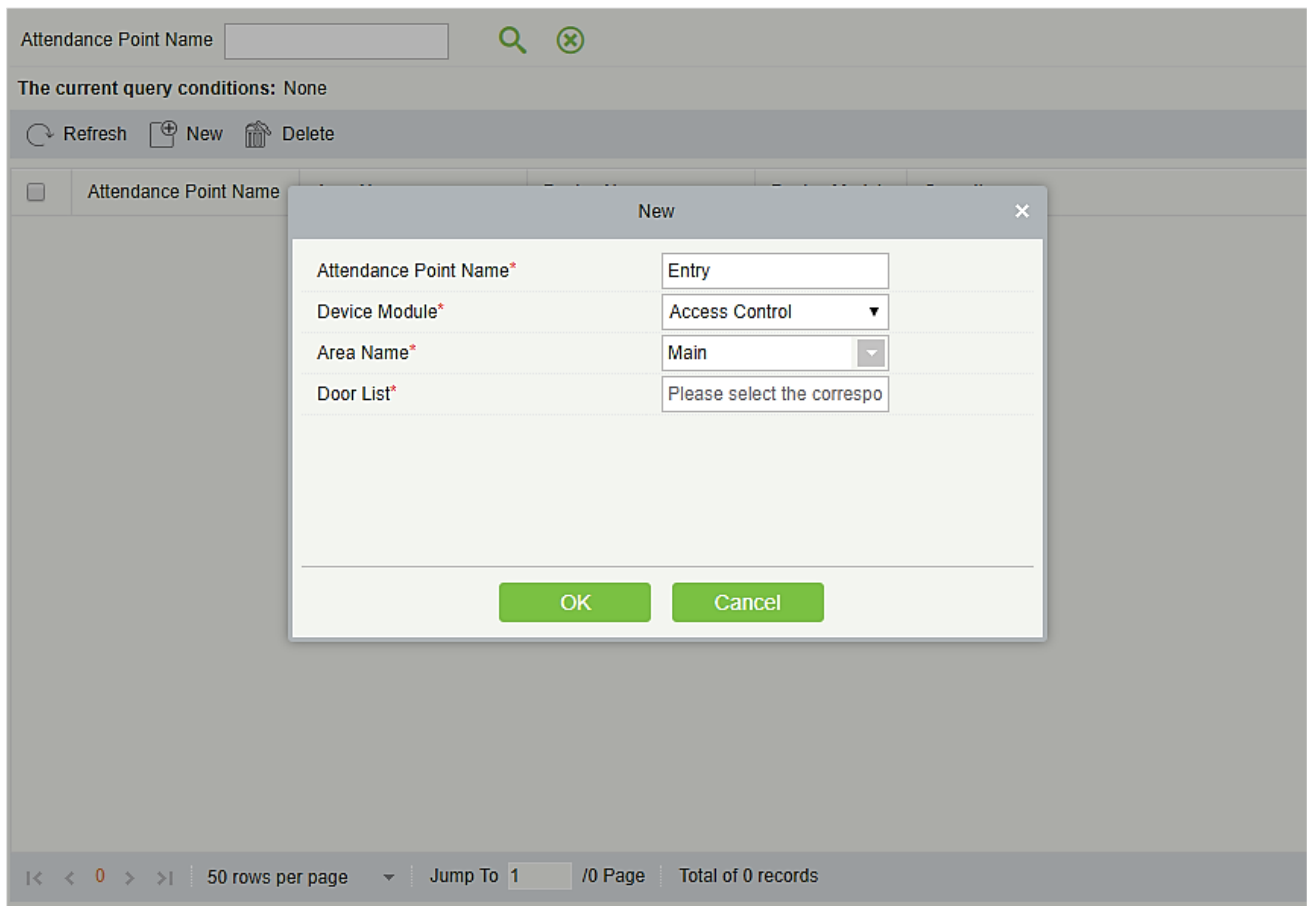 Attendance Point Name
The current query conditions: None
Refresh New Delete
Attendance Point Name
New
Attendance Point Name* Entry
Device Module* Access Control
Area Name* Main
Door List* Please select the correspo
OK Cancel
0 50 rows per page Jump To 1 /0 Page Total of 0 records